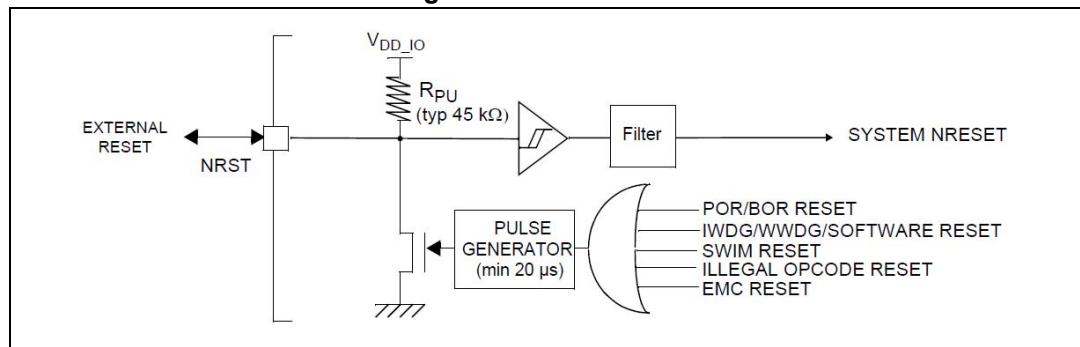 V_DD_IO
R_PU
(typ 45 kΩ)
EXTERNAL
RESET
NRST
Filter
SYSTEM NRESET
PULSE
GENERATOR
(min 20 µs)
POR/BOR RESET
IWDG/WWDG/SOFTWARE RESET
SWIM RESET
ILLEGAL OPCODE RESET
EMC RESET